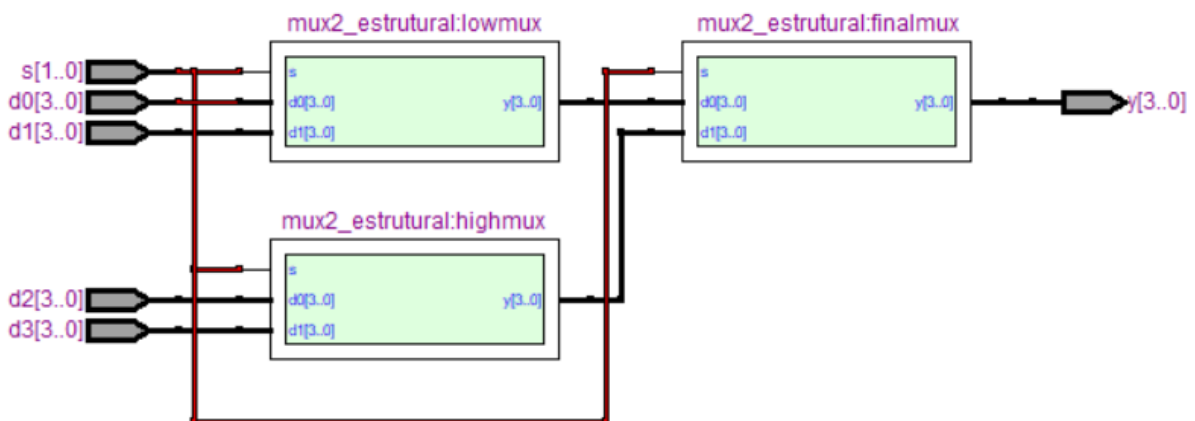 mux2_estrutural:lowmux
mux2_estrutural:finalmux
s[1..0]
d0[3..0]
d1[3..0]
s
d0[3..0]
y[3..0]
d1[3..0]
s
d0[3..0]
y[3..0]
d1[3..0]
y[3..0]
mux2_estrutural:highmux
d2[3..0]
d3[3..0]
s
d0[3..0]
y[3..0]
d1[3..0]